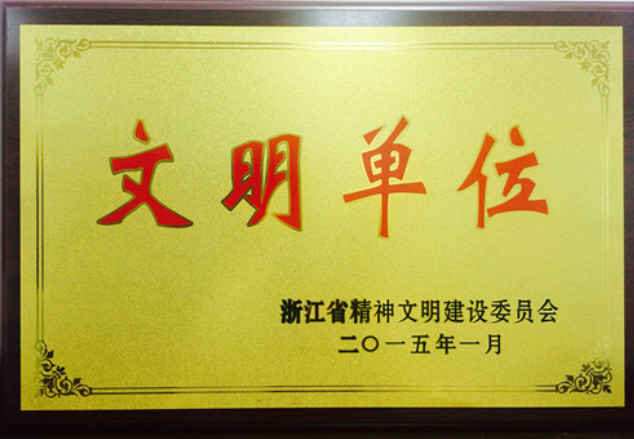 文明单位
浙江省精神文明建设委员会
二〇一五年一月